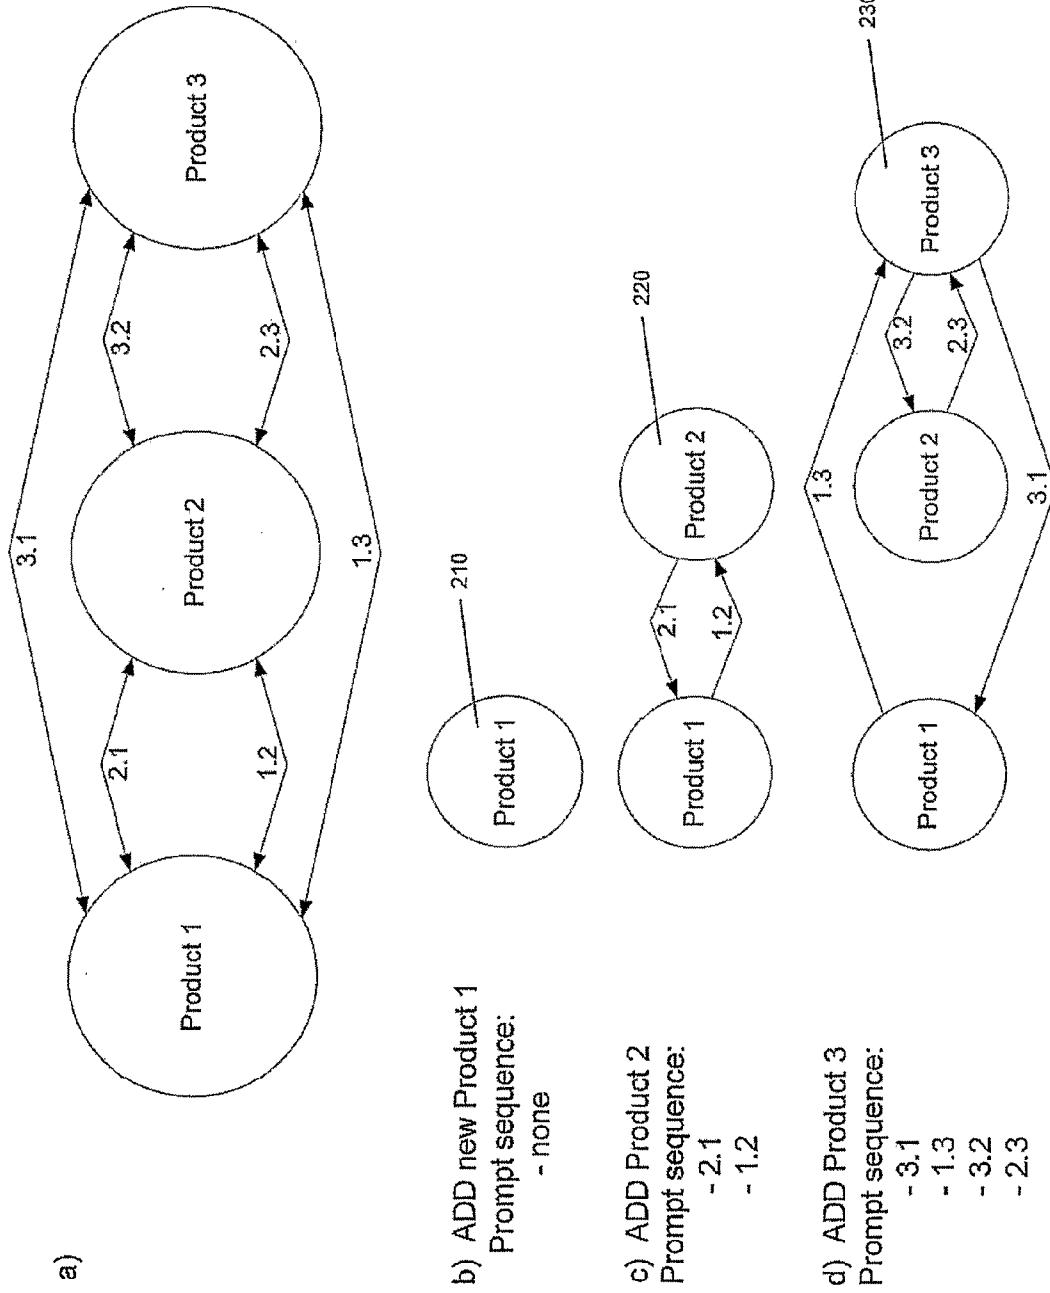 a)
3.1
Product 1
2.1
1.2
Product 2
3.2
2.3
Product 3
1.3
b) ADD new Product 1
Prompt sequence:
- none
Product 1
210
c) ADD Product 2
Prompt sequence:
- 2.1
- 1.2
Product 1
2.1
1.2
Product 2
220
d) ADD Product 3
Prompt sequence:
- 3.1
- 1.3
- 3.2
- 2.3
Product 1
1.3
Product 2
3.2
2.3
Product 3
3.1
230